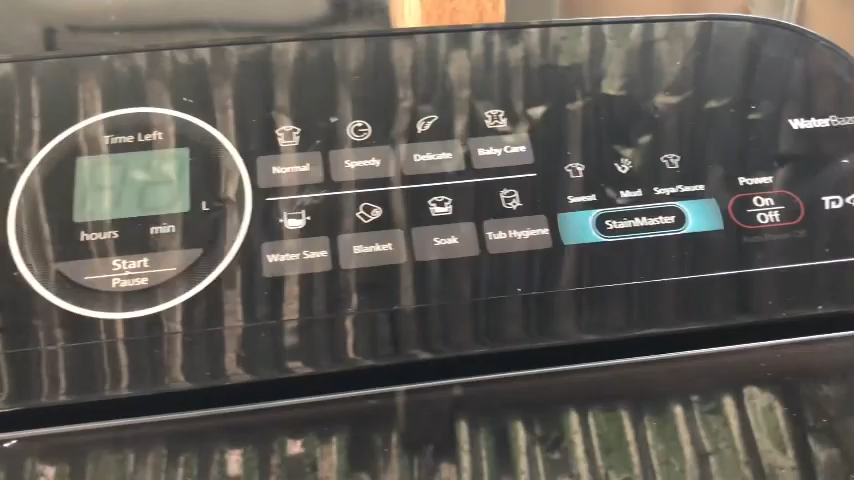 Time Left
L
hours min
Start
Pause
Normal
Speedy
Delicate
Baby Care
Water Save
Blanket
Soak
Tub Hygiene
Sweat
Mud
Soya/Sauce
StainMaster
Power
On
Off
TD